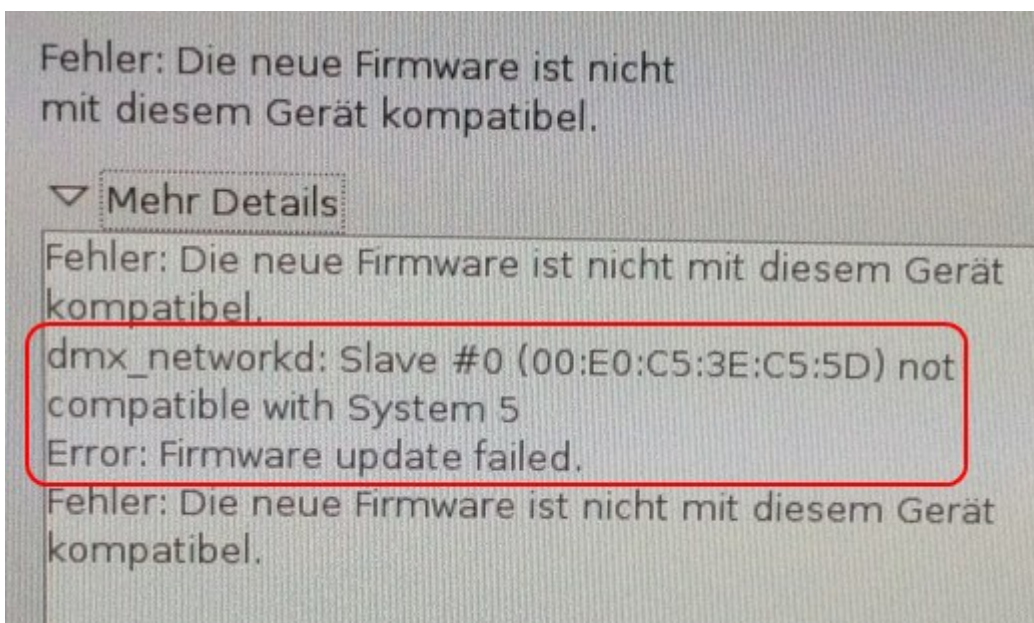 Fehler: Die neue Firmware ist nicht
mit diesem Gerät kompatibel.
Mehr Details
Fehler: Die neue Firmware ist nicht mit diesem Gerät
kompatibel.
dmx_networkd: Slave #0 (00:E0:C5:3E:C5:5D) not
compatible with System 5
Error: Firmware update failed.
Fehler: Die neue Firmware ist nicht mit diesem Gerät
kompatibel.